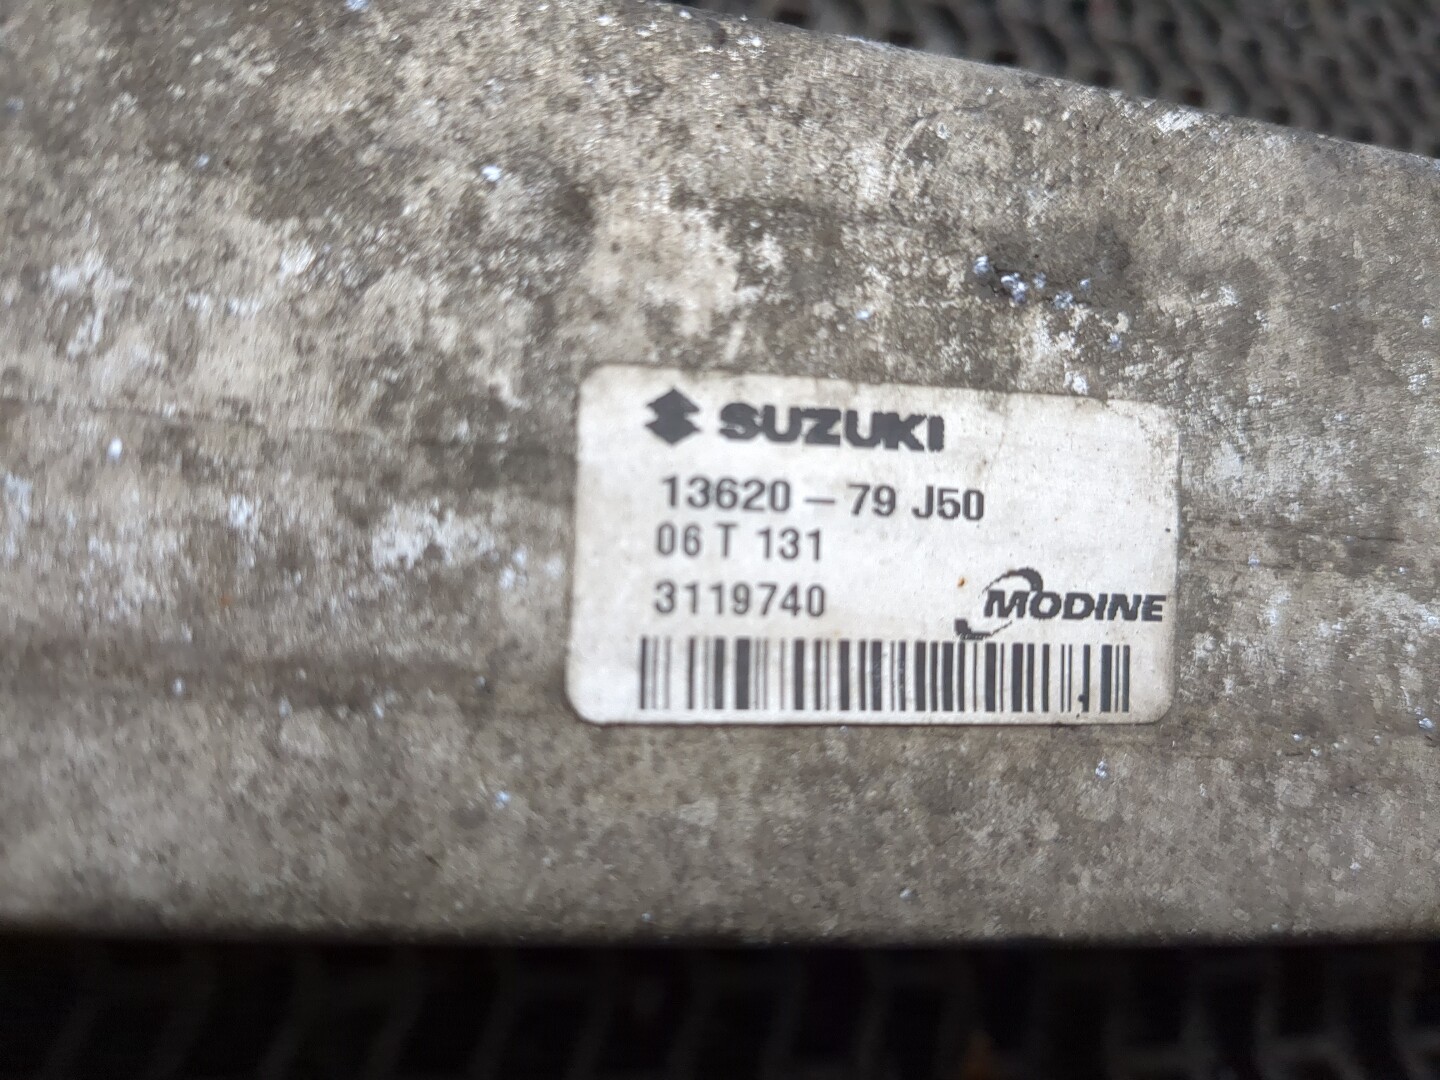 SUZUKI
13620-79 J50
06 T 131
3119740
MODINE